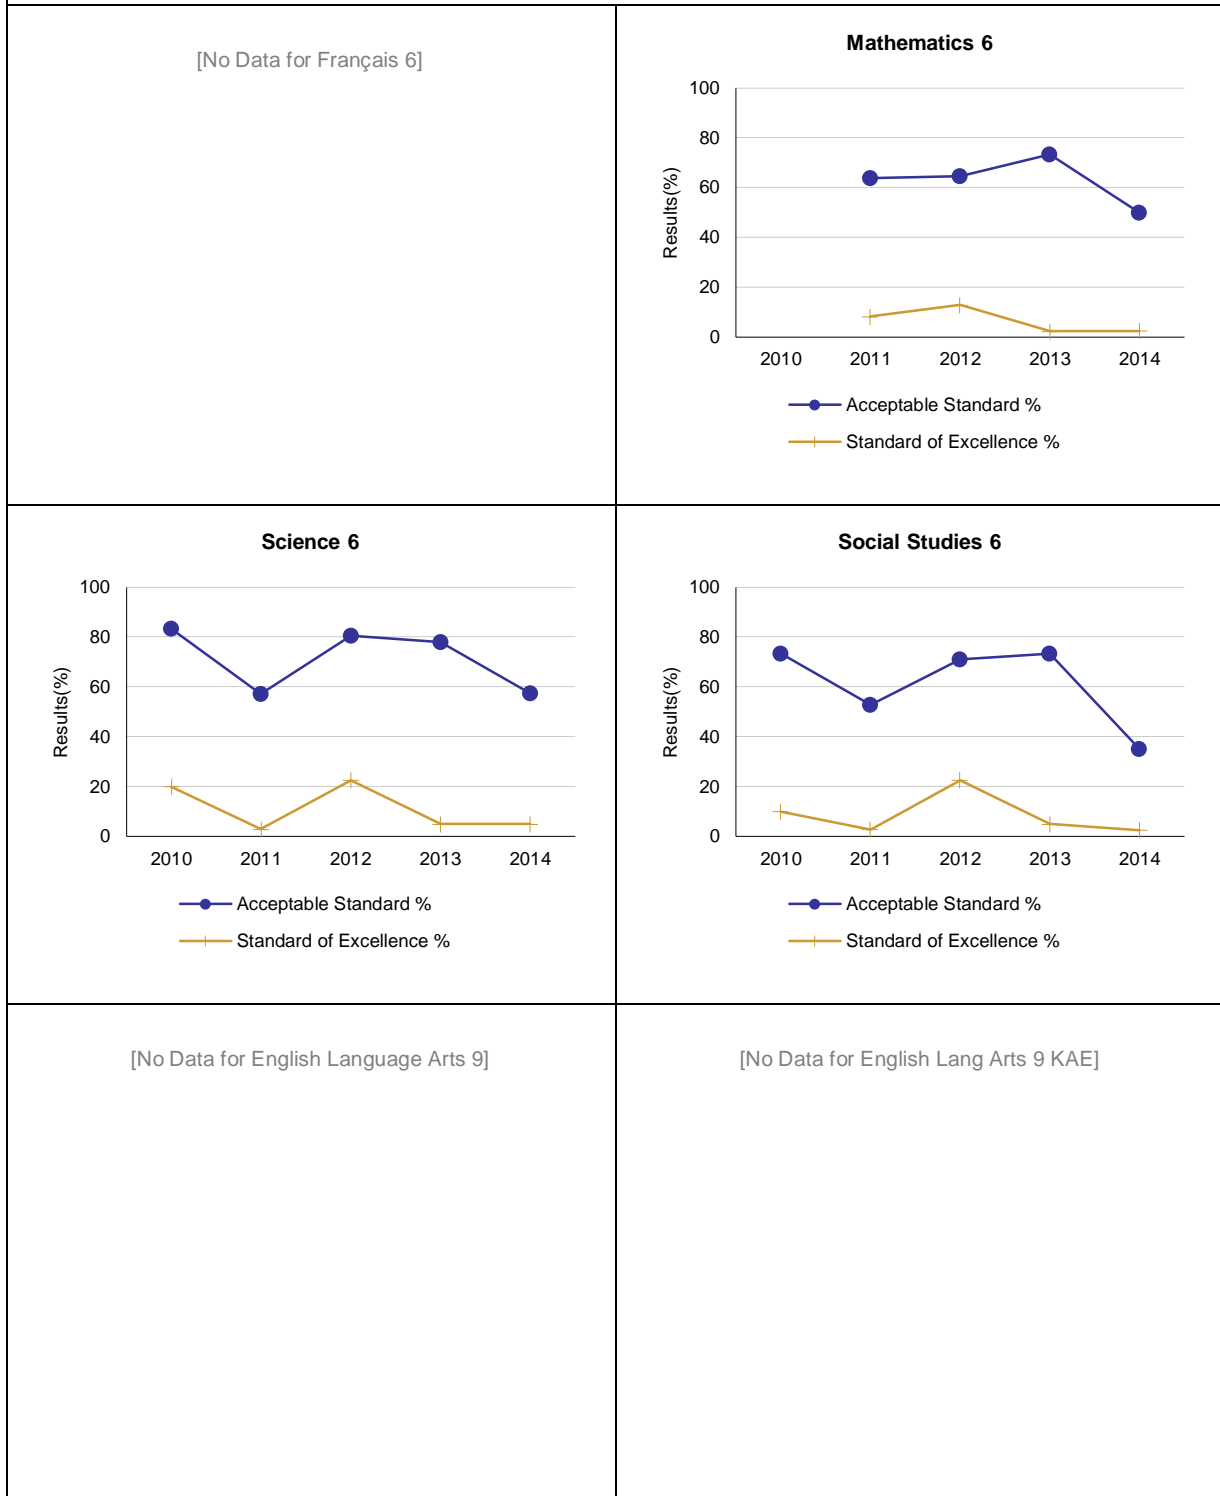 [No Data for Français 6]
Mathematics 6
100
80
60
40
20
0
Results(%)
2010 2011 2012 2013 2014
Acceptable Standard %
Standard of Excellence %
Science 6
100
80
60
40
20
0
Results(%)
2010 2011 2012 2013 2014
Acceptable Standard %
Standard of Excellence %
Social Studies 6
100
80
60
40
20
0
Results(%)
2010 2011 2012 2013 2014
Acceptable Standard %
Standard of Excellence %
[No Data for English Language Arts 9]
[No Data for English Lang Arts 9 KAE]